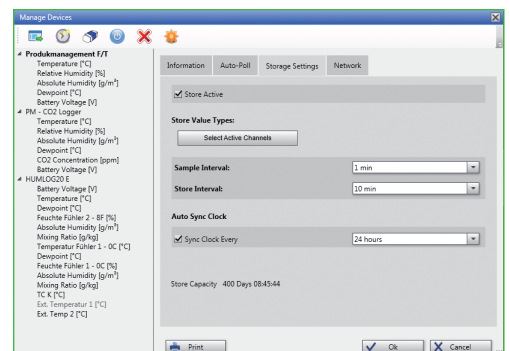 Manage Devices
Produkmanagement F/T
Temperature [°C]
Relative Humidity [%]
Absolute Humidity [g/m³]
Dewpoint [°C]
Battery Voltage [V]
PM - CO2 Logger
Temperature [°C]
Relative Humidity [%]
Absolute Humidity [g/m³]
Dewpoint [°C]
CO2 Concentration [ppm]
Battery Voltage [V]
HUMLOG20 E
Battery Voltage [V]
Temperature [°C]
Dewpoint [°C]
Feuchte Fühler 2 - 8F [%]
Absolute Humidity [g/m³]
Mixing Ratio [g/kg]
Temperatur Fühler 1 - 0C [°C]
Dewpoint [°C]
Feuchte Fühler 1 - 0C [%]
Absolute Humidity [g/m³]
Mixing Ratio [g/kg]
TC K [°C]
Ext. Temperatur 1 [°C]
Ext. Temp 2 [°C]
Information Auto-Poll Storage Settings Network
Store Active
Store Value Types:
Select Active Channels
Sample Interval: 1 min
Store Interval: 10 min
Auto Sync Clock
Sync Clock Every 24 hours
Store Capacity 400 Days 08:45:44
Print Ok Cancel